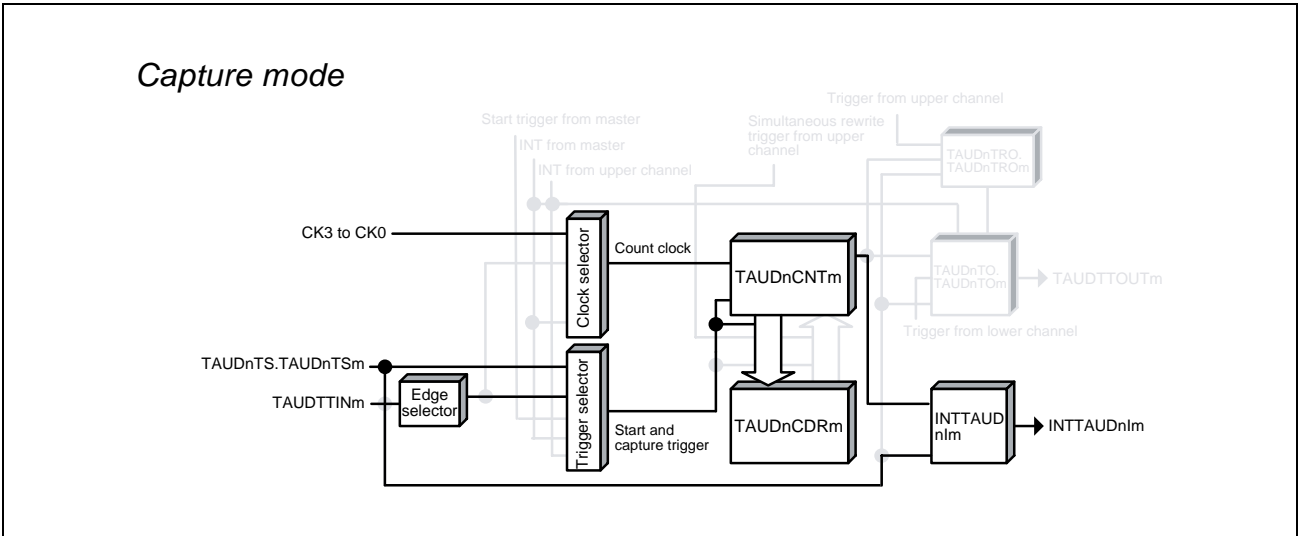 Capture mode
Trigger from upper channel
Start trigger from master
Simultaneous rewrite
trigger from upper
channel
INT from master
INT from upper channel
TAUDnTRO.
TAUDnTROm
CK3 to CK0
Clock selector
Count clock
TAUDnCNTm
TAUDnTO.
TAUDnTOm
TAUDTTOUTm
Trigger from lower channel
TAUDnTS.TAUDnTSm
TAUDTTINm
Edge
selector
Trigger selector
Start and
capture trigger
TAUDnCDRm
INTTAUD
nIm
INTTAUDnIm